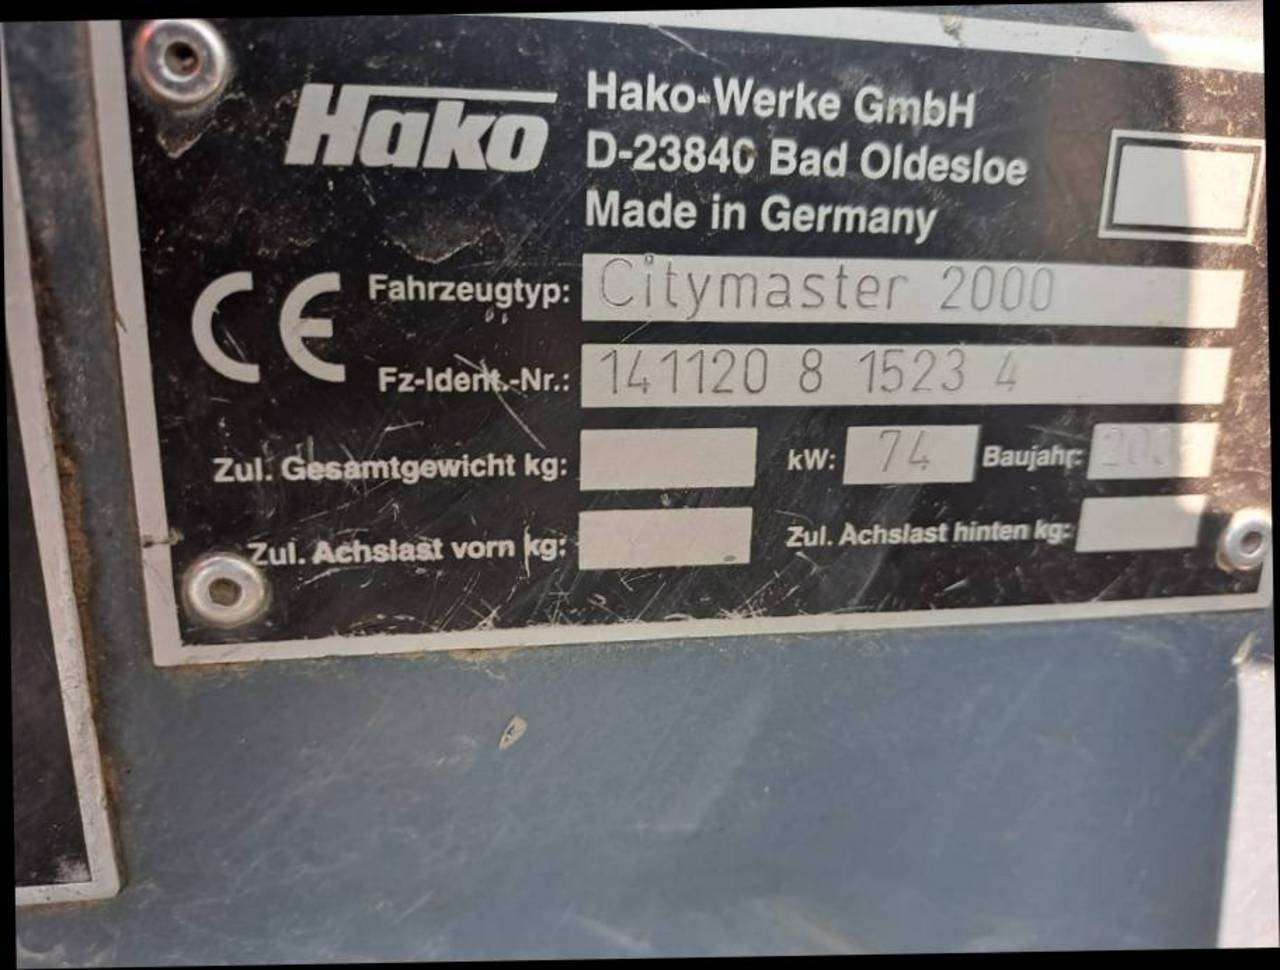 Hako
Hako-Werke GmbH
D-23840 Bad Oldesloe
Made in Germany
CE
Fahrzeugtyp: Citymaster 2000
Fz-Ident.-Nr.: 141120 8 1523 4
Zul. Gesamtgewicht kg:
kW: 74 Baujahr:
Zul. Achslast vorn kg:
Zul. Achslast hinten kg: